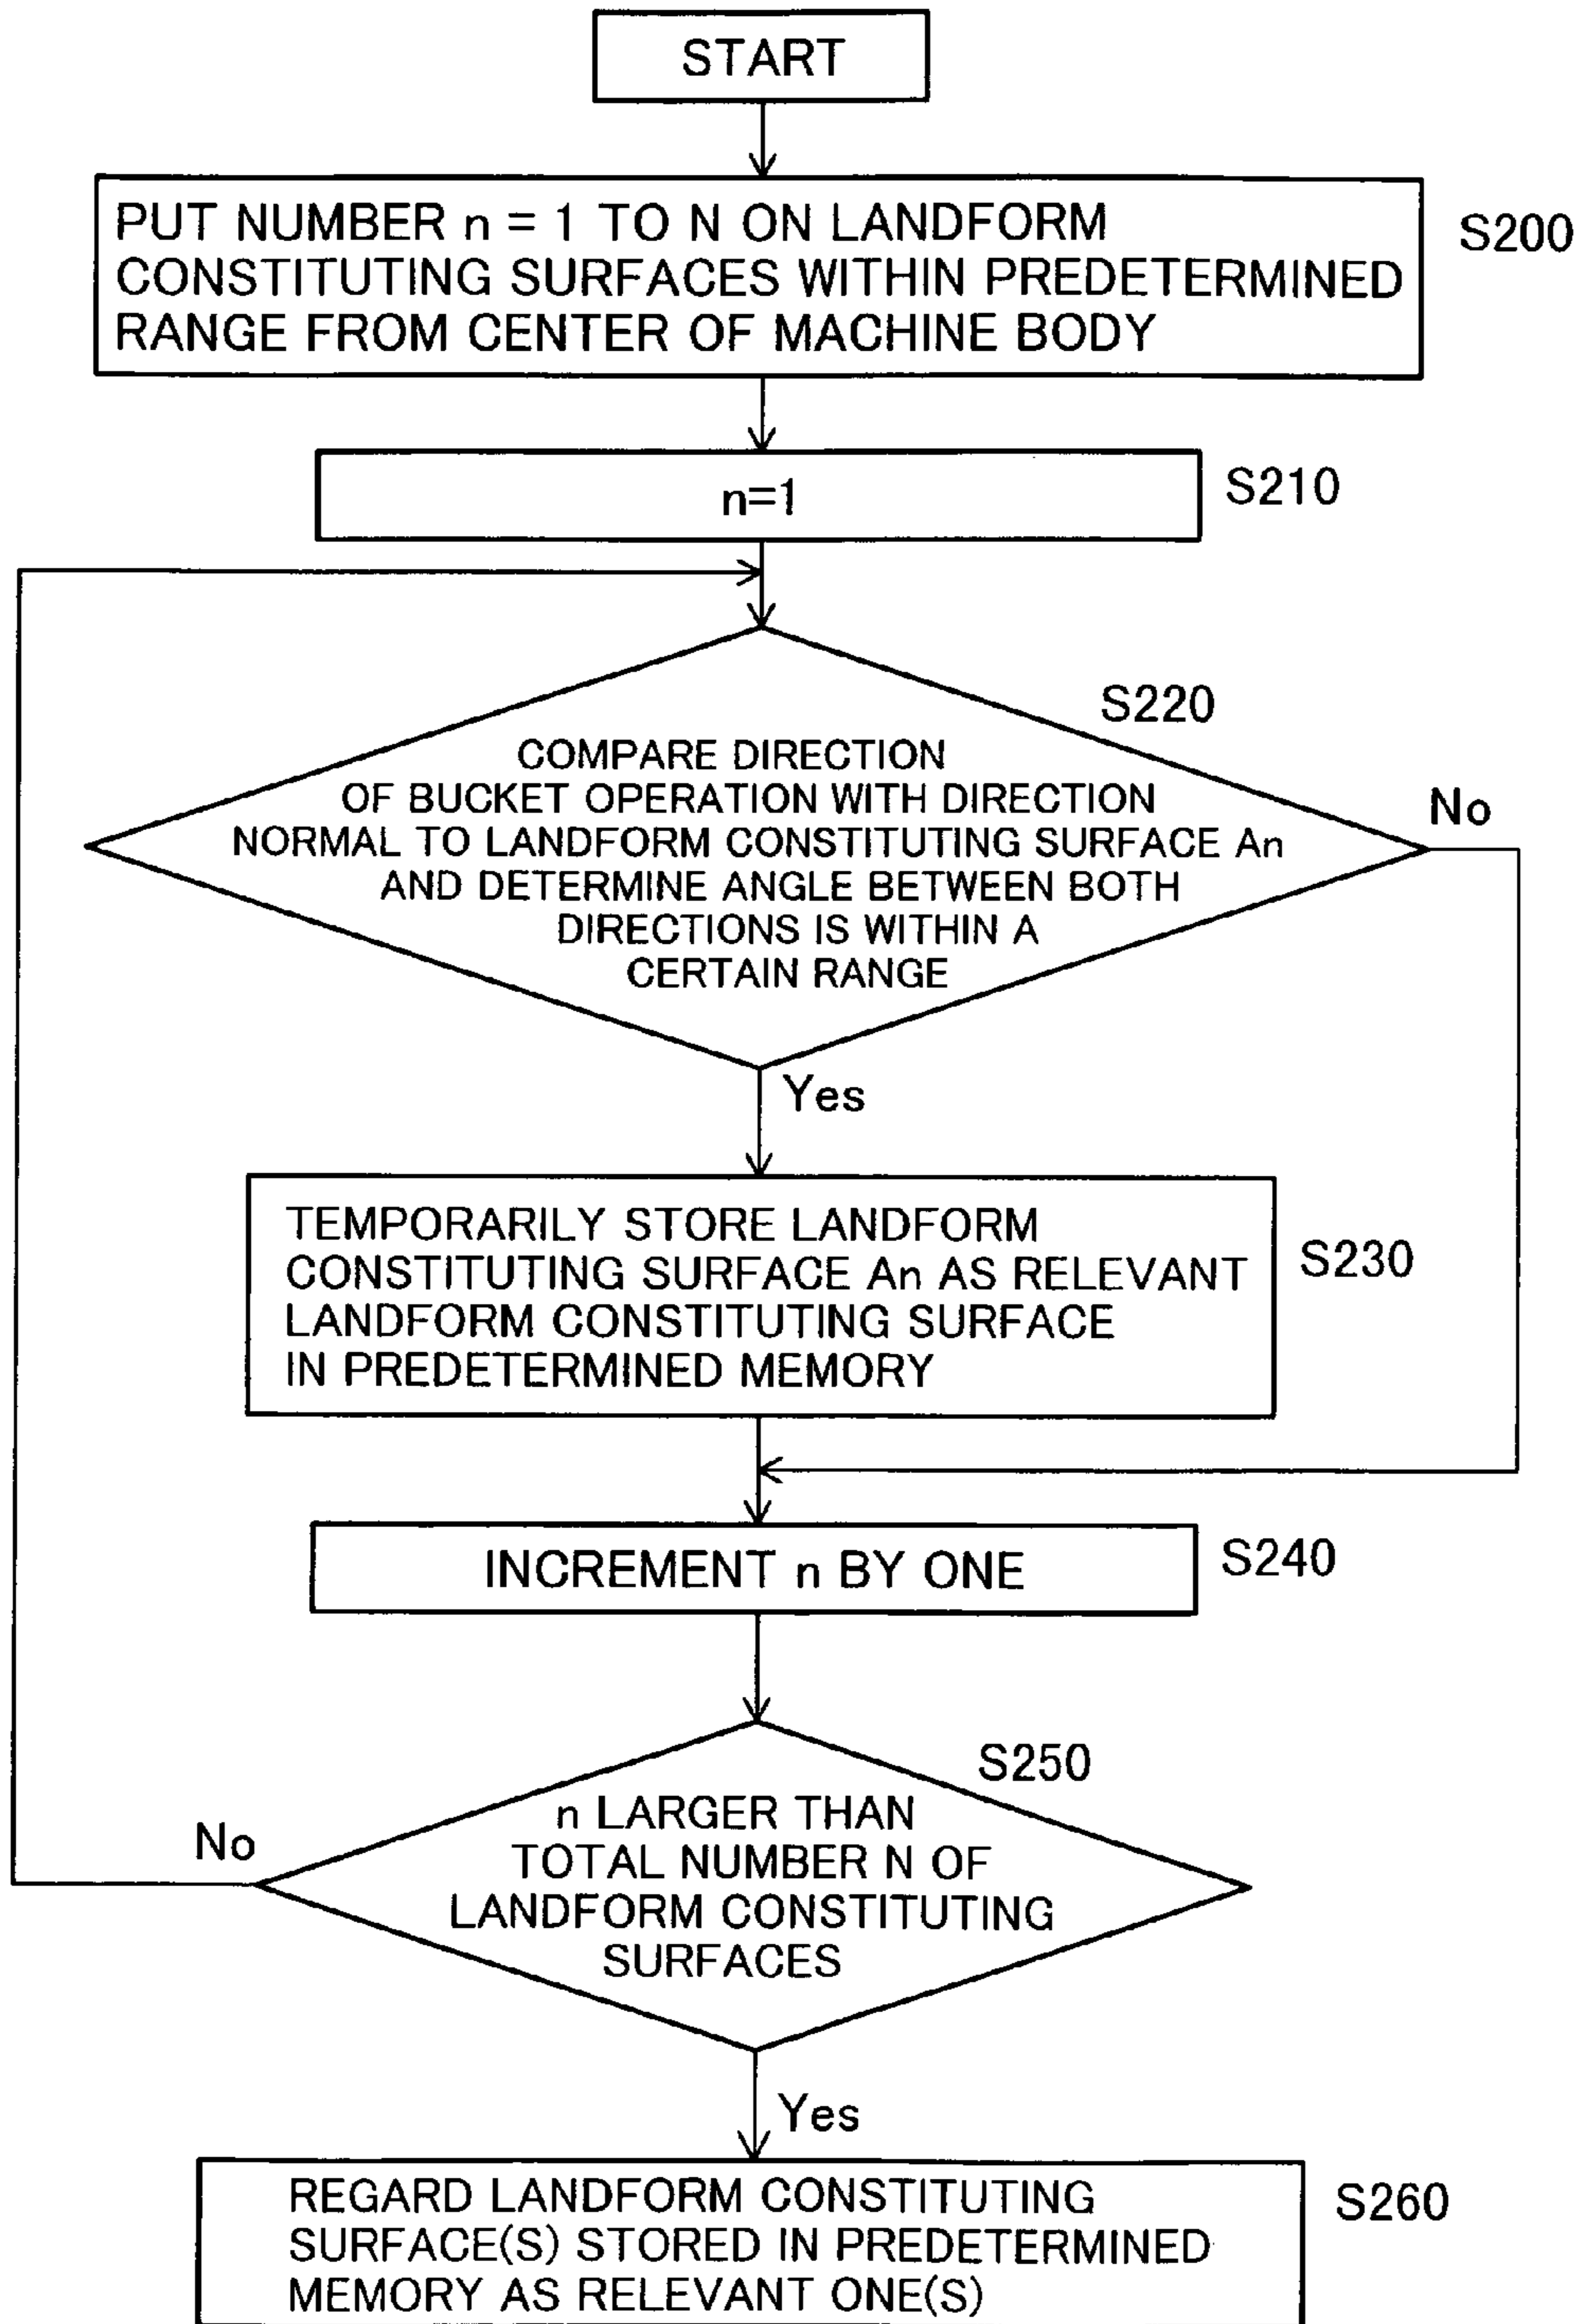 START
PUT NUMBER n = 1 TO N ON LANDFORM
CONSTITUTING SURFACES WITHIN PREDETERMINED
RANGE FROM CENTER OF MACHINE BODY
S200
n=1
S210
S220
COMPARE DIRECTION
OF BUCKET OPERATION WITH DIRECTION
NORMAL TO LANDFORM CONSTITUTING SURFACE An
AND DETERMINE ANGLE BETWEEN BOTH
DIRECTIONS IS WITHIN A
CERTAIN RANGE
No
Yes
TEMPORARILY STORE LANDFORM
CONSTITUTING SURFACE An AS RELEVANT
LANDFORM CONSTITUTING SURFACE
IN PREDETERMINED MEMORY
S230
INCREMENT n BY ONE
S240
S250
n LARGER THAN
TOTAL NUMBER N OF
LANDFORM CONSTITUTING
SURFACES
No
Yes
REGARD LANDFORM CONSTITUTING
SURFACE(S) STORED IN PREDETERMINED
MEMORY AS RELEVANT ONE(S)
S260